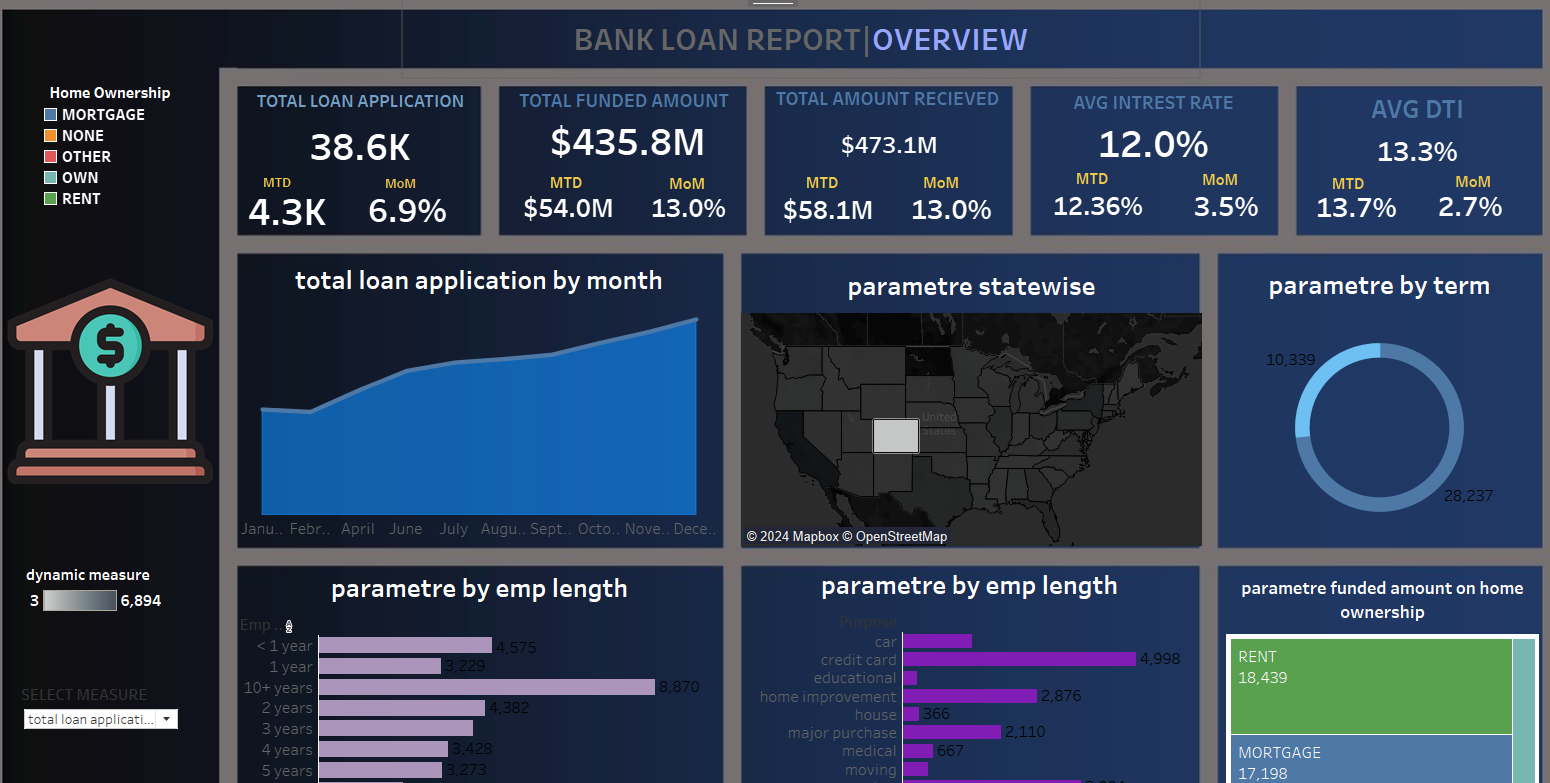 BANK LOAN REPORT|OVERVIEW
Home Ownership
MORTGAGE
NONE
OTHER
OWN
RENT
TOTAL LOAN APPLICATION
38.6K
MTD MoM
4.3K 6.9%
TOTAL FUNDED AMOUNT
$435.8M
MTD MoM
$54.0M 13.0%
TOTAL AMOUNT RECIEVED
$473.1M
MTD MoM
$58.1M 13.0%
AVG INTREST RATE
12.0%
MTD MoM
12.36% 3.5%
AVG DTI
13.3%
MTD MoM
13.7% 2.7%
total loan application by month
Janu.. Febr.. April June July Augu.. Sept.. Octo.. Nove.. Dece..
parametre statewise
United
States
© 2024 Mapbox © OpenStreetMap
parametre by term
10,339
28,237
dynamic measure
3 6,894
SELECT MEASURE
total loan applicati...
parametre by emp length
Emp ..
< 1 year 4,575
1 year 3,229
10+ years 8,870
2 years 4,382
3 years
4 years 3,428
5 years 3,273
parametre by emp length
Purpose
car
credit card 4,998
educational
home improvement 2,876
house 366
major purchase 2,110
medical 667
moving
parametre funded amount on home
ownership
RENT
18,439
MORTGAGE
17,198